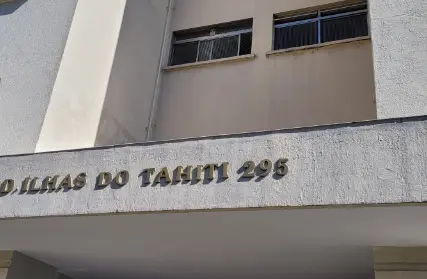 D. ILHAS DO TAHITI 295